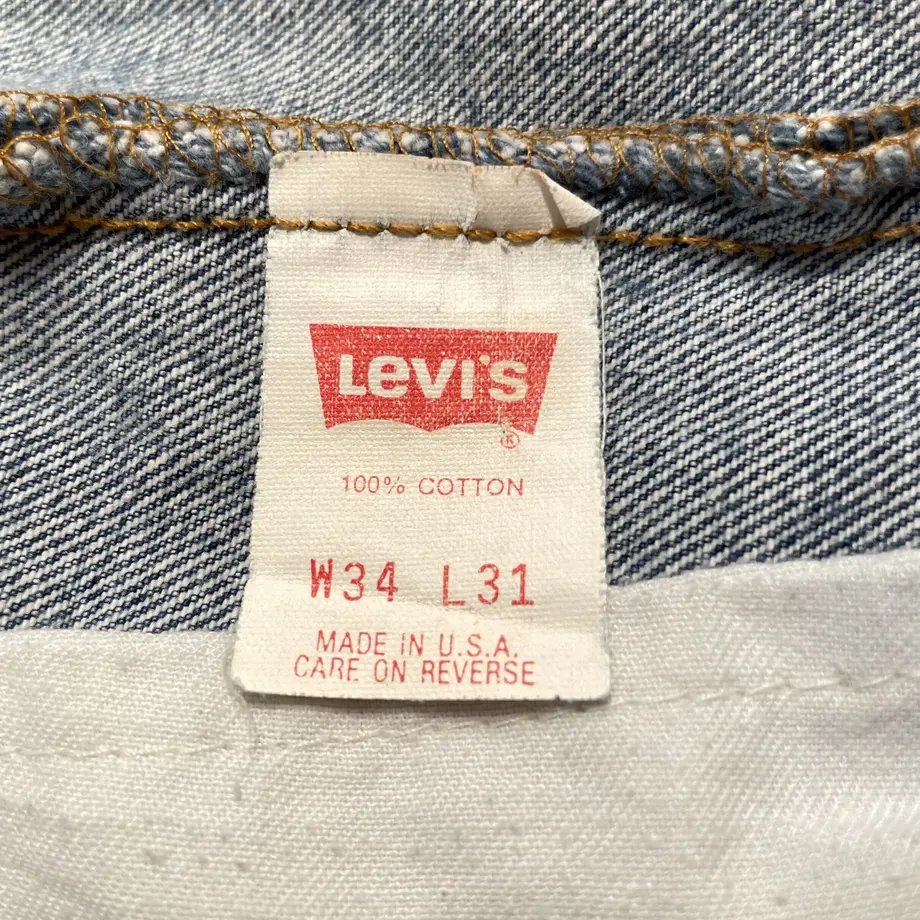 Levi's
®
100% COTTON
W34 L31
MADE IN U.S.A.
CARE ON REVERSE